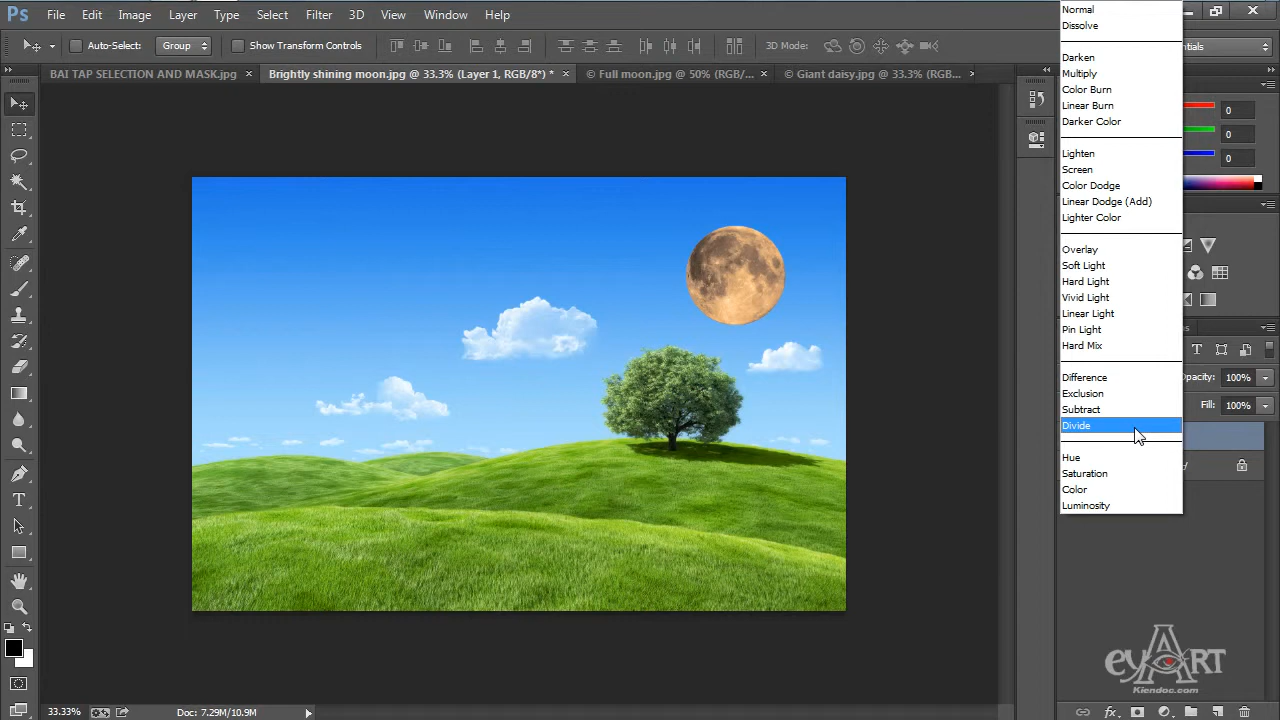 Ps File Edit Image Layer Type Select Filter 3D View Window Help
Auto-Select: Group Show Transform Controls 3D Mode:
BAI TAP SELECTION AND MASK.jpg × Brightly shining moon.jpg @ 33.3% (Layer 1, RGB/8*) * × © Full moon.jpg @ 50% (RGB/... × © Giant daisy.jpg @ 33.3% (RGB... ×
Normal
Dissolve
Darken
Multiply
Color Burn
Linear Burn
Darker Color
Lighten
Screen
Color Dodge
Linear Dodge (Add)
Lighter Color
Overlay
Soft Light
Hard Light
Vivid Light
Linear Light
Pin Light
Hard Mix
Difference
Exclusion
Subtract
Divide
Hue
Saturation
Color
Luminosity
ntials
0
0
0
Opacity: 100%
Fill: 100%
eyART
Kiendoc.com
33.33% Doc: 7.29M/10.9M
fx